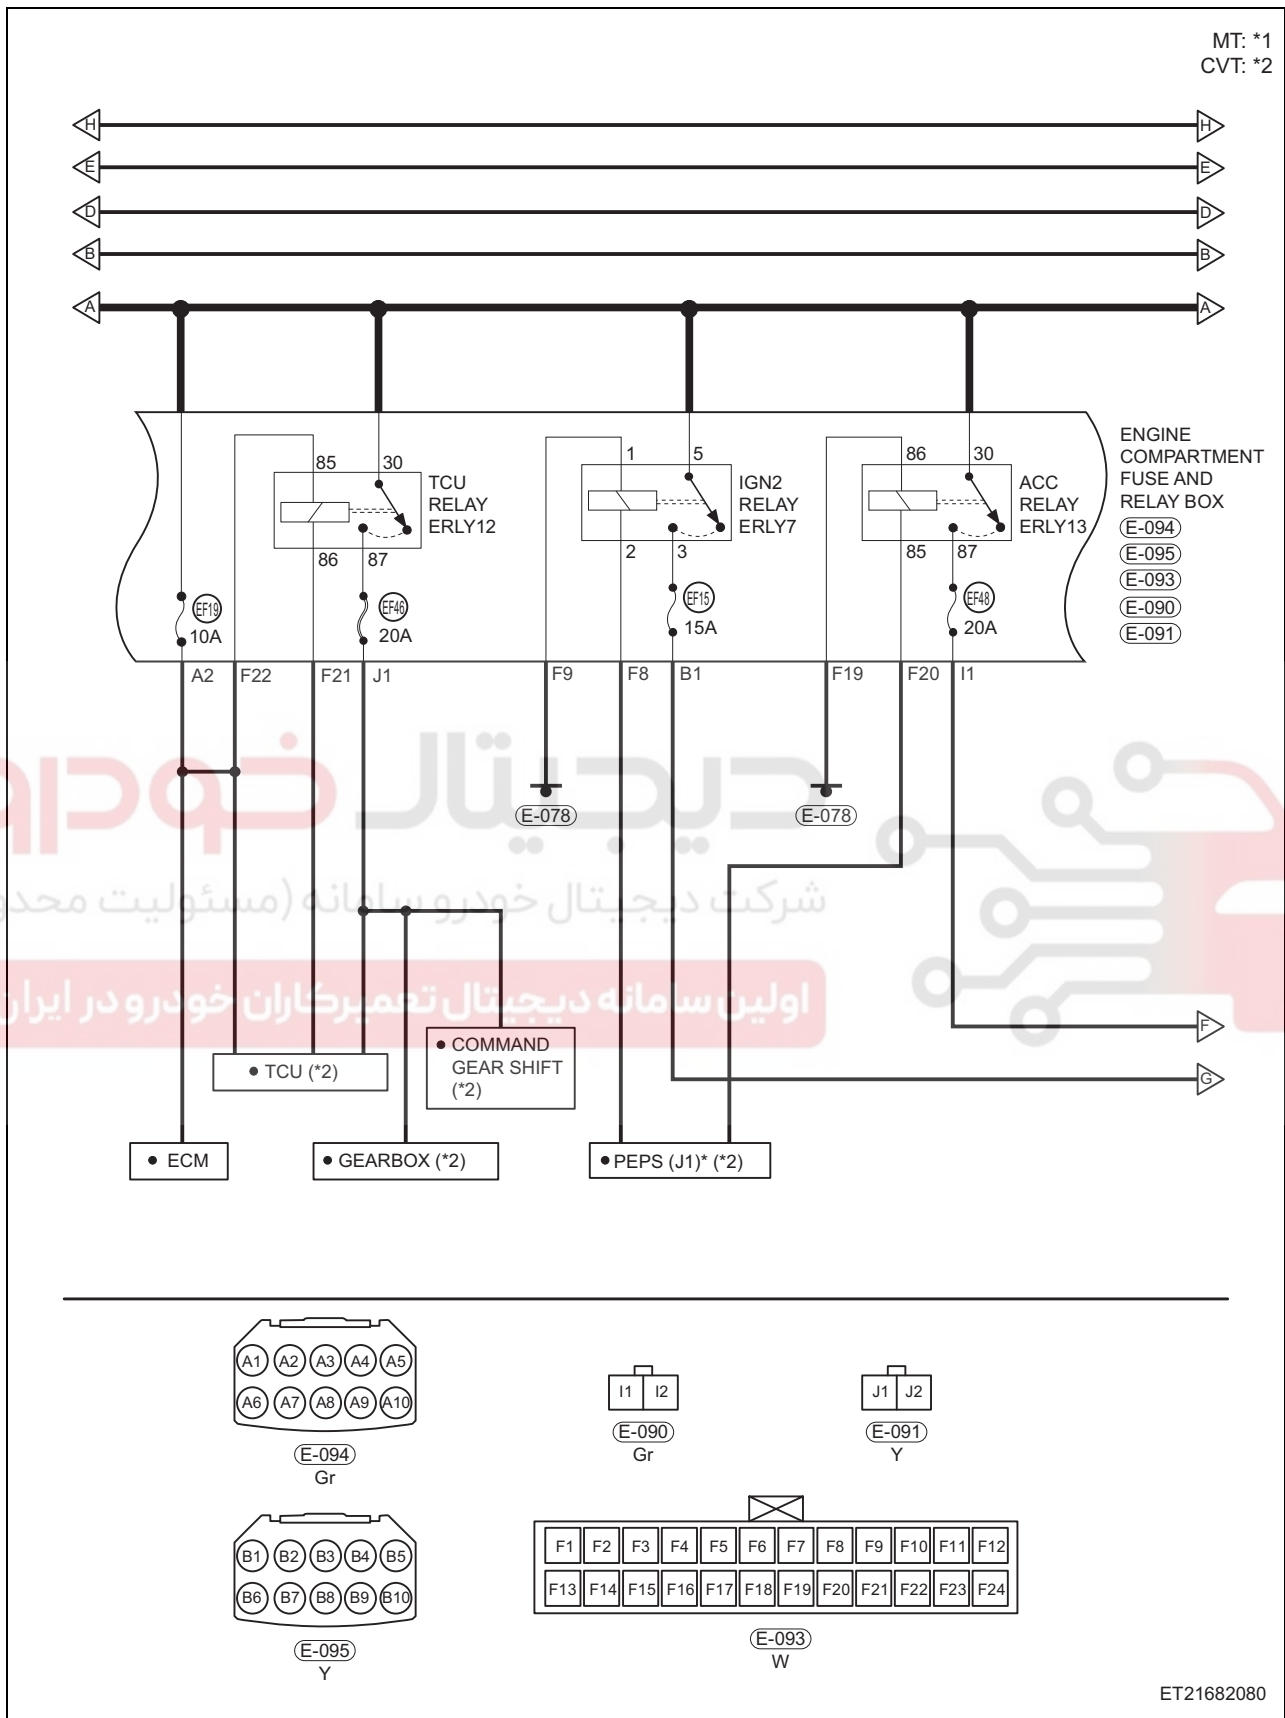 MT: *1
CVT: *2
H H
E E
D D
B B
A A
85 30
TCU
RELAY
ERLY12
86 87
1 5
IGN2
RELAY
ERLY7
2 3
86 30
ACC
RELAY
ERLY13
85 87
ENGINE
COMPARTMENT
FUSE AND
RELAY BOX
E-094
E-095
E-093
E-090
E-091
EF19
10A
EF46
20A
EF15
15A
EF48
20A
A2 F22 F21 J1 F9 F8 B1 F19 F20 I1
E-078 E-078
دیجیتال خودرو
شرکت دیجیتال خودرو سامانه (مسئولیت
اولین سامانه دیجیتال تعمیرکاران خودرو در ایران
F
G
• COMMAND
GEAR SHIFT
(*2)
• TCU (*2)
• ECM
• GEARBOX (*2)
• PEPS (J1)* (*2)
A1 A2 A3 A4 A5
A6 A7 A8 A9 A10
E-094
Gr
I1 I2
E-090
Gr
J1 J2
E-091
Y
B1 B2 B3 B4 B5
B6 B7 B8 B9 B10
E-095
Y
F1 F2 F3 F4 F5 F6 F7 F8 F9 F10 F11 F12
F13 F14 F15 F16 F17 F18 F19 F20 F21 F22 F23 F24
E-093
W
ET21682080